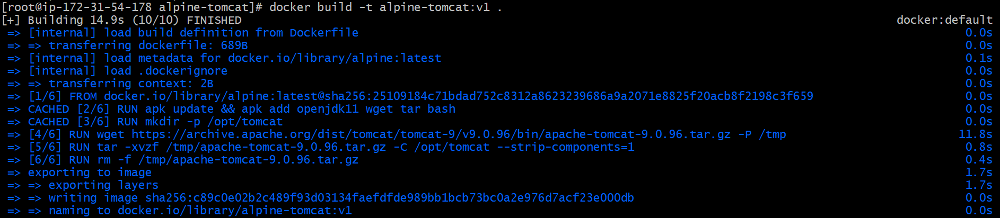 [root@ip-172-31-54-178 alpine-tomcat]# docker build -t alpine-tomcat:v1 .
[+] Building 14.9s (10/10) FINISHED docker:default
=> [internal] load build definition from Dockerfile 0.0s
=> => transferring dockerfile: 689B 0.0s
=> [internal] load metadata for docker.io/library/alpine:latest 0.1s
=> [internal] load .dockerignore 0.0s
=> => transferring context: 2B 0.0s
=> [1/6] FROM docker.io/library/alpine:latest@sha256:25109184c71bdad752c8312a8623239686a9a2071e8825f20acb8f2198c3f659 0.0s
=> CACHED [2/6] RUN apk update && apk add openjdk11 wget tar bash 0.0s
=> CACHED [3/6] RUN mkdir -p /opt/tomcat 0.0s
=> [4/6] RUN wget https://archive.apache.org/dist/tomcat/tomcat-9/v9.0.96/bin/apache-tomcat-9.0.96.tar.gz -P /tmp 11.8s
=> [5/6] RUN tar -xvzf /tmp/apache-tomcat-9.0.96.tar.gz -C /opt/tomcat --strip-components=1 0.8s
=> [6/6] RUN rm -f /tmp/apache-tomcat-9.0.96.tar.gz 0.4s
=> exporting to image 1.7s
=> => exporting layers 1.7s
=> => writing image sha256:c89c0e02b2c489f93d03134faefdfde989bb1bcb73bc0a2e976d7acf23e000db 0.0s
=> => naming to docker.io/library/alpine-tomcat:v1 0.0s